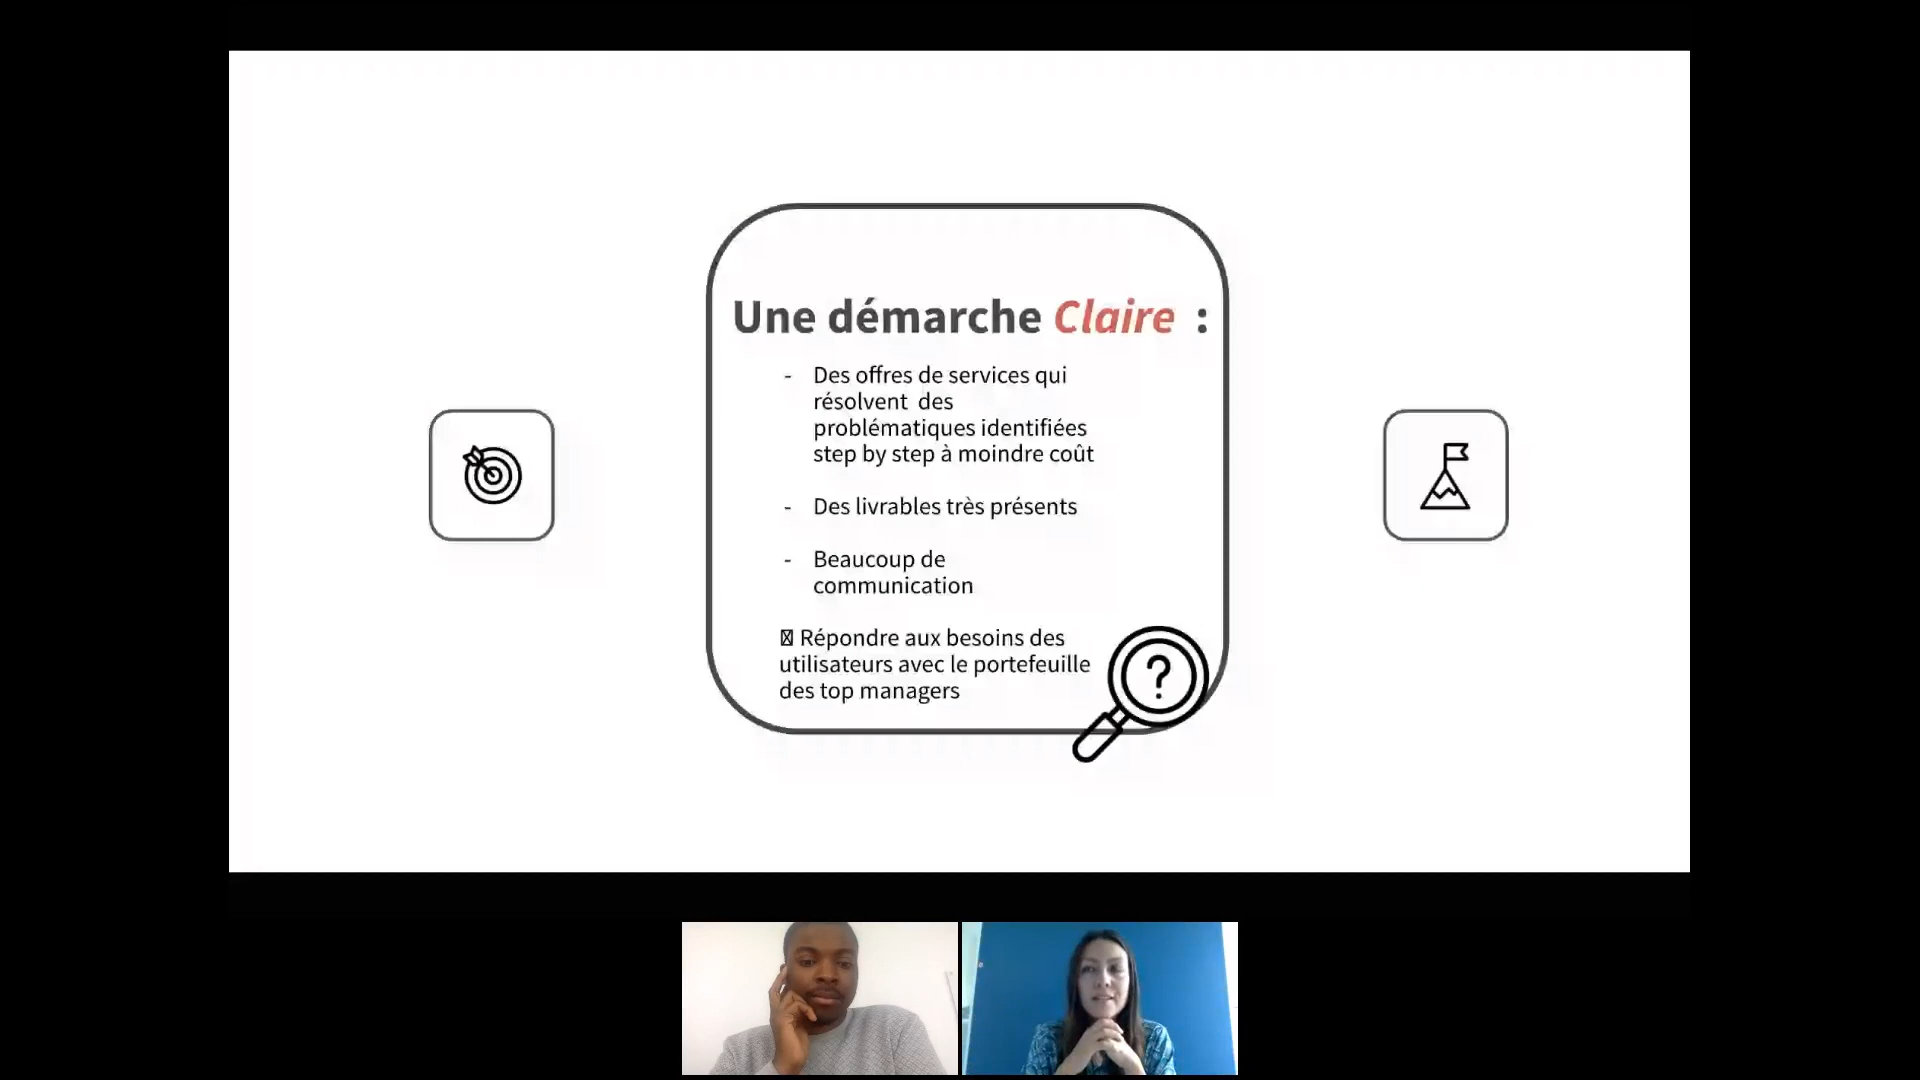 Une démarche Claire :
- Des offres de services qui
résolvent des
problématiques identifiées
step by step à moindre coût
- Des livrables très présents
- Beaucoup de
communication
Répondre aux besoins des
utilisateurs avec le portefeuille
des top managers
?